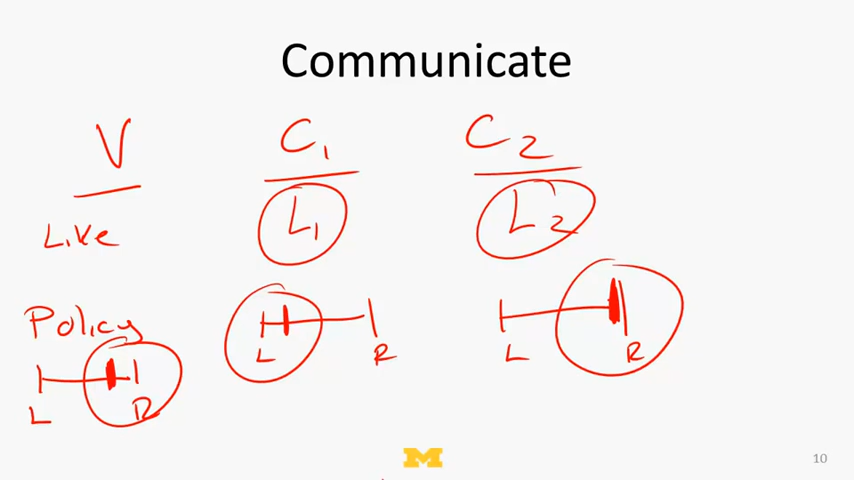 Communicate
V C1 C2
Like L1 L2
Policy
L R L R
L R
M
10